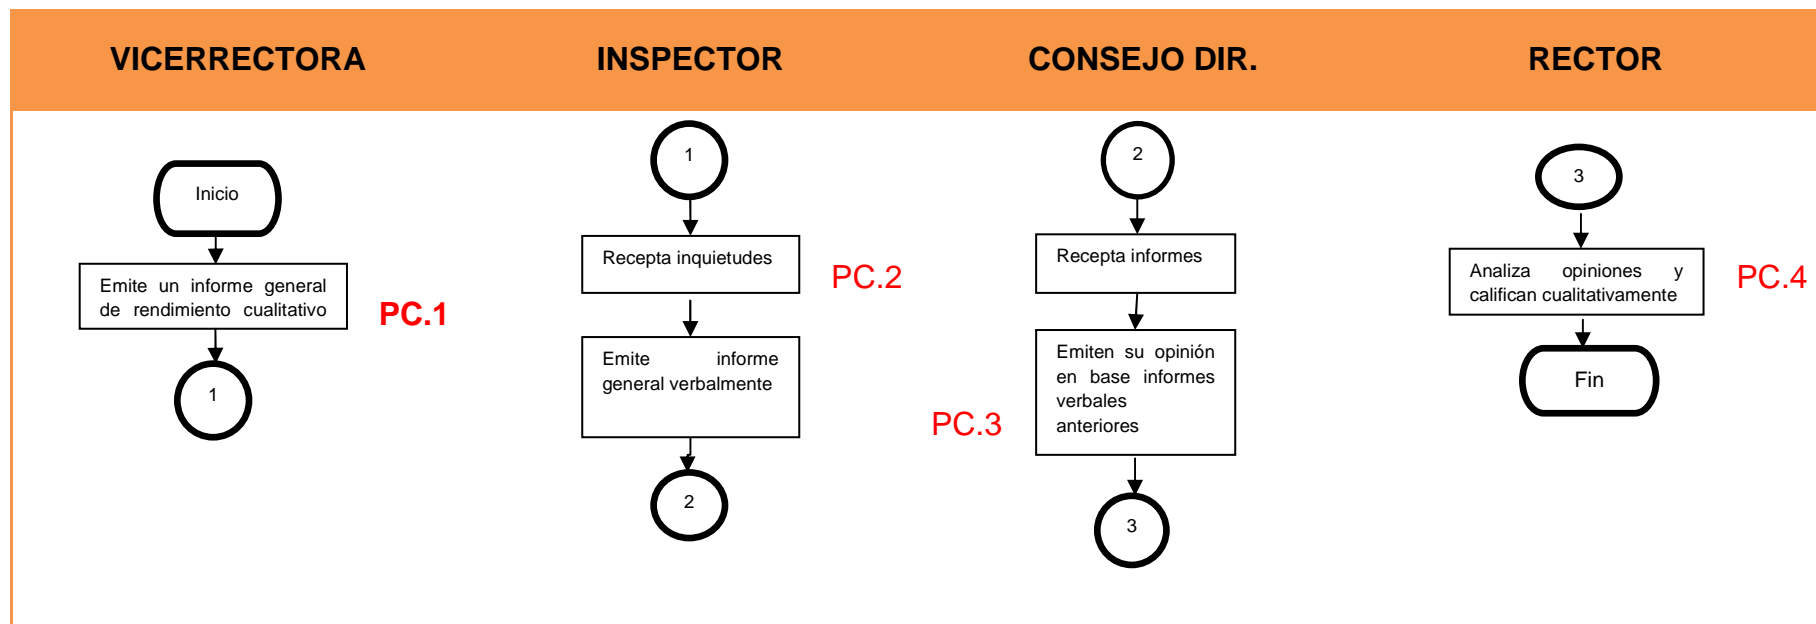 VICERRECTORA
INSPECTOR
CONSEJO DIR.
RECTOR
Inicio
Emite un informe general
de rendimiento cualitativo
PC.1
1
1
Recepta inquietudes
PC.2
Emite informe
general verbalmente
2
2
Recepta informes
Emiten su opinión
en base informes
verbales
anteriores
PC.3
3
3
Analiza opiniones y
califican cualitativamente
PC.4
Fin